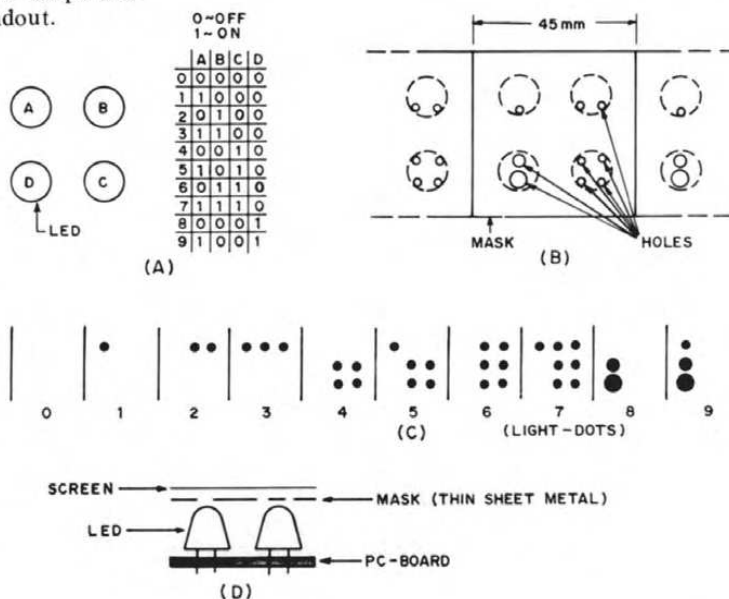 ndout.
0~OFF
1~ON
A B C D
0 0 0 0 0
1 1 0 0 0
2 0 1 0 0
3 1 1 0 0
4 0 0 1 0
5 1 0 1 0
6 0 1 1 0
7 1 1 1 0
8 0 0 0 1
9 1 0 0 1
A B
D C
LED
(A)
45mm
MASK
HOLES
(B)
0 1 2 3 4 5 6 7 8 9
(C)
(LIGHT-DOTS)
SCREEN
MASK (THIN SHEET METAL)
LED
PC-BOARD
(D)